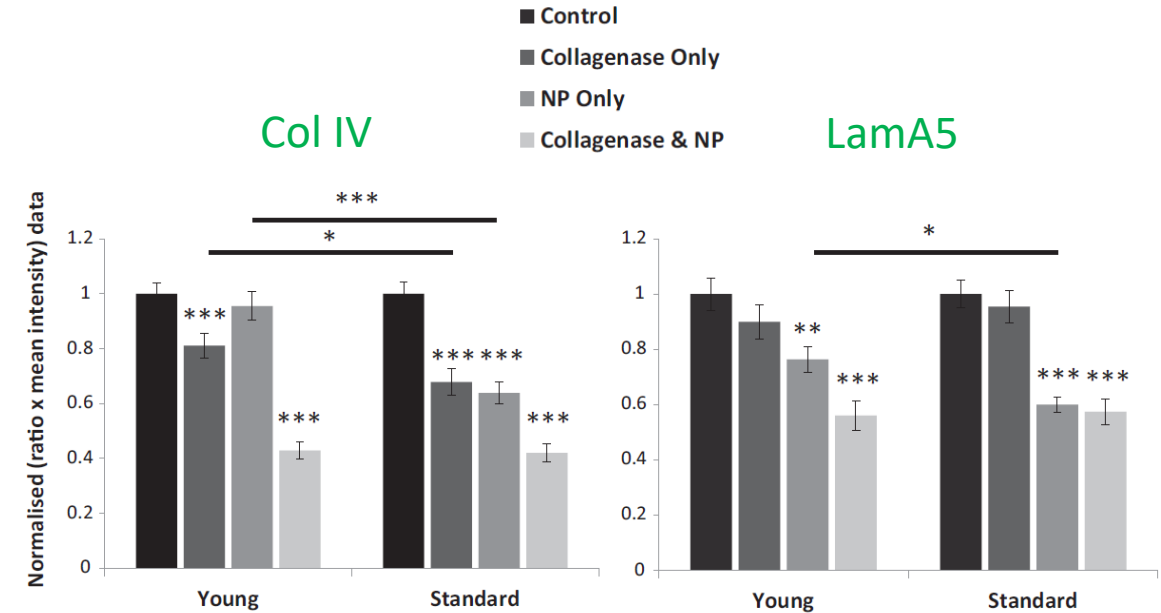 Control
Collagenase Only
NP Only
Collagenase & NP
Col IV
LamA5
Normalised (ratio x mean intensity) data
***
*
1.2
1
0.8
0.6
0.4
0.2
0
***
***
*** ***
***
Young
Standard
*
1.2
1
0.8
0.6
0.4
0.2
0
**
***
*** ***
Young
Standard